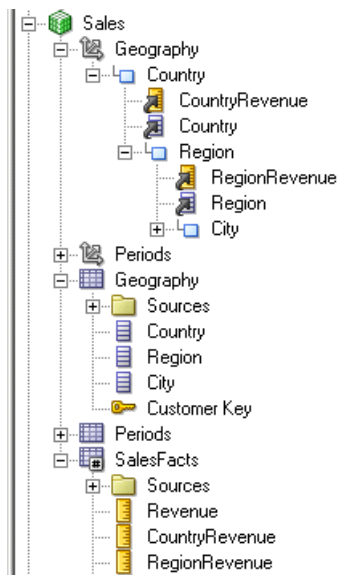 Sales
Geography
Country
CountryRevenue
Country
Region
RegionRevenue
Region
City
Periods
Geography
Sources
Country
Region
City
Customer Key
Periods
SalesFacts
Sources
Revenue
CountryRevenue
RegionRevenue